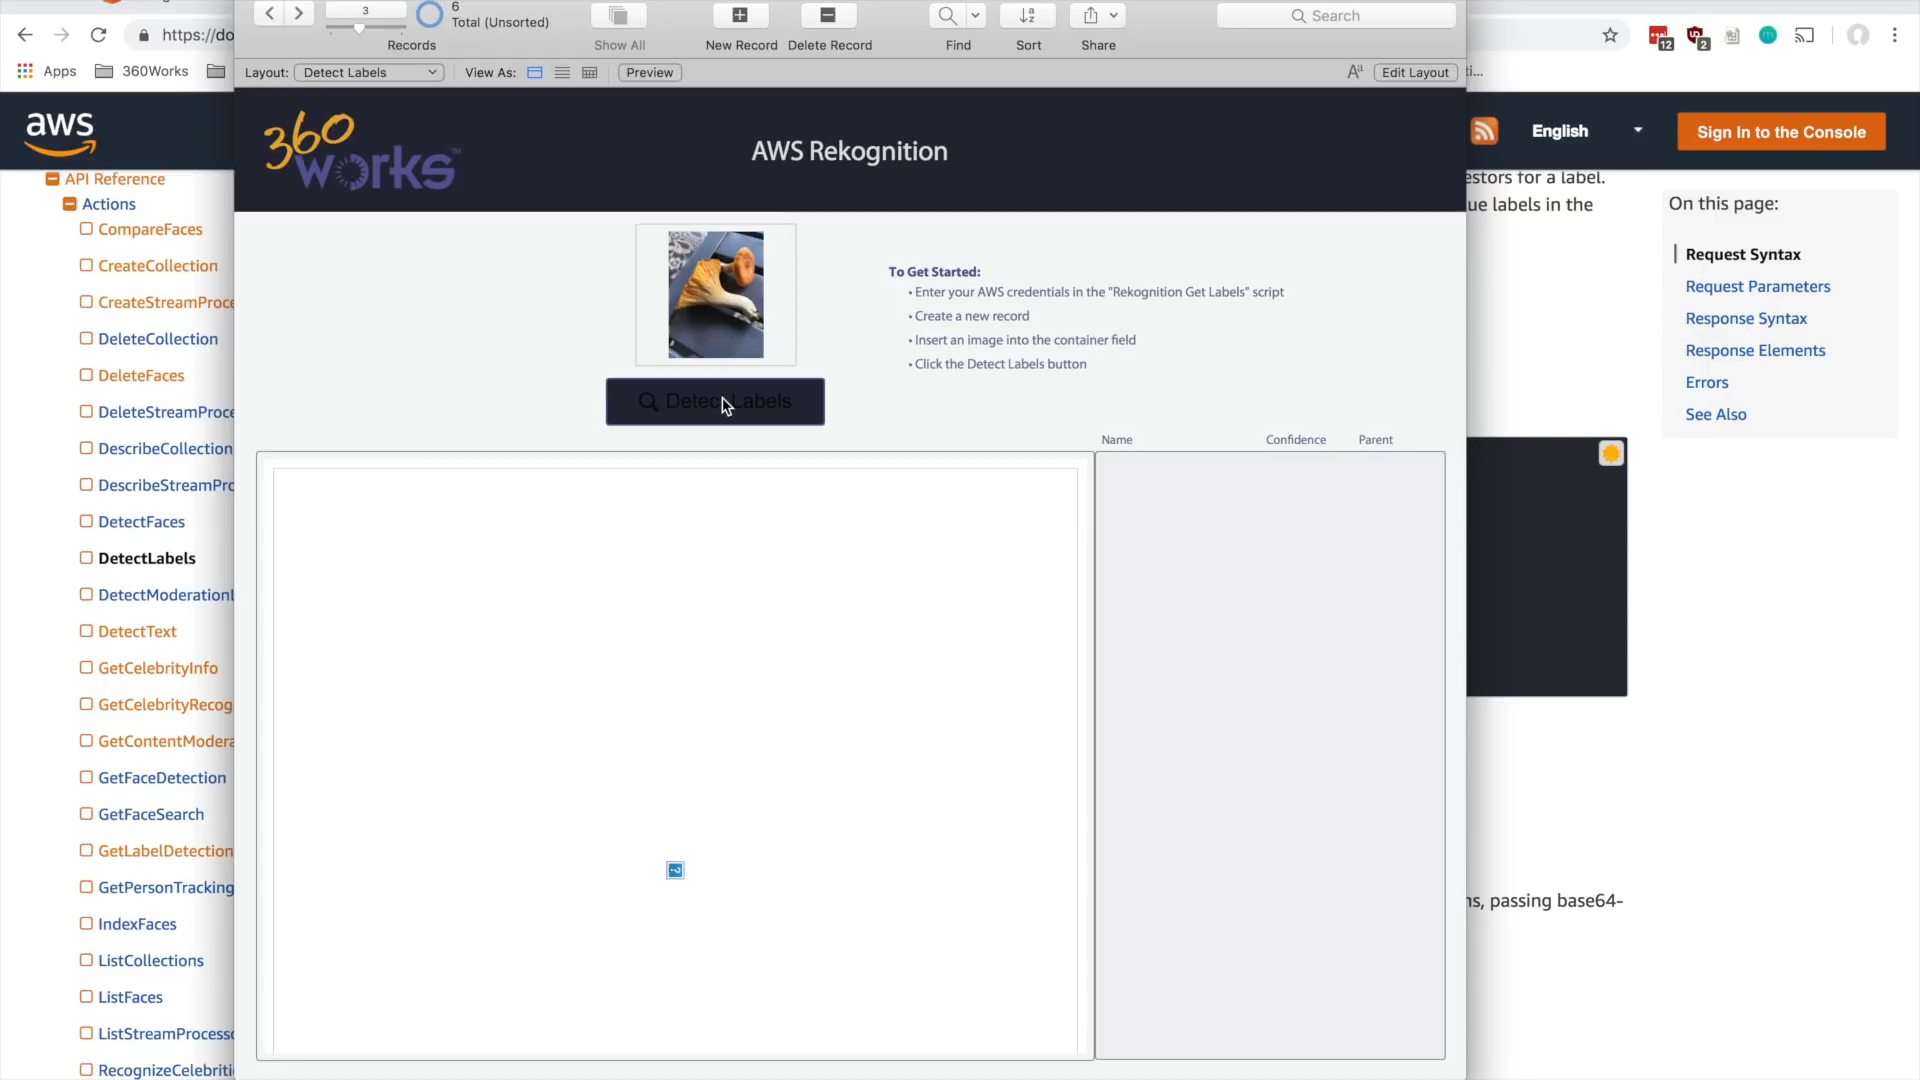 3
6
Total (Unsorted)
Search
Records
Show All
New Record
Delete Record
Find
Sort
Share
https://do
12
2
Apps
360Works
Layout:
Detect Labels
View As:
Preview
Edit Layout
aws
360
works
AWS Rekognition
English
Sign In to the Console
API Reference
Actions
CompareFaces
CreateCollection
CreateStreamProce
DeleteCollection
DeleteFaces
DeleteStreamProce
DescribeCollection
DescribeStreamPro
DetectFaces
DetectLabels
DetectModerationL
DetectText
GetCelebrityInfo
GetCelebrityRecog
GetContentModera
GetFaceDetection
GetFaceSearch
GetLabelDetection
GetPersonTracking
IndexFaces
ListCollections
ListFaces
ListStreamProcesso
RecognizeCelebriti
To Get Started:
• Enter your AWS credentials in the "Rekognition Get Labels" script
• Create a new record
• Insert an image into the container field
• Click the Detect Labels button
Detect Labels
Name
Confidence
Parent
estors for a label.
ue labels in the
On this page:
Request Syntax
Request Parameters
Response Syntax
Response Elements
Errors
See Also
ns, passing base64-